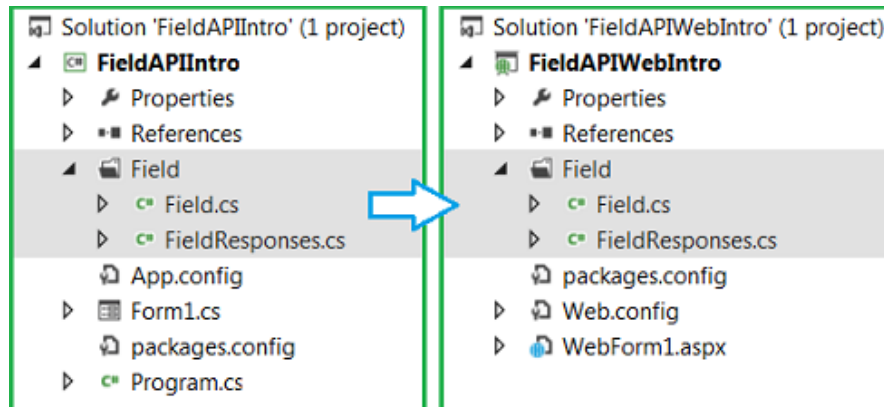 Solution 'FieldAPIIntro' (1 project)
C# FieldAPIIntro
Properties
References
Field
C# Field.cs
C# FieldResponses.cs
App.config
Form1.cs
packages.config
C# Program.cs
Solution 'FieldAPIWebIntro' (1 project)
FieldAPIWebIntro
Properties
References
Field
C# Field.cs
C# FieldResponses.cs
packages.config
Web.config
WebForm1.aspx